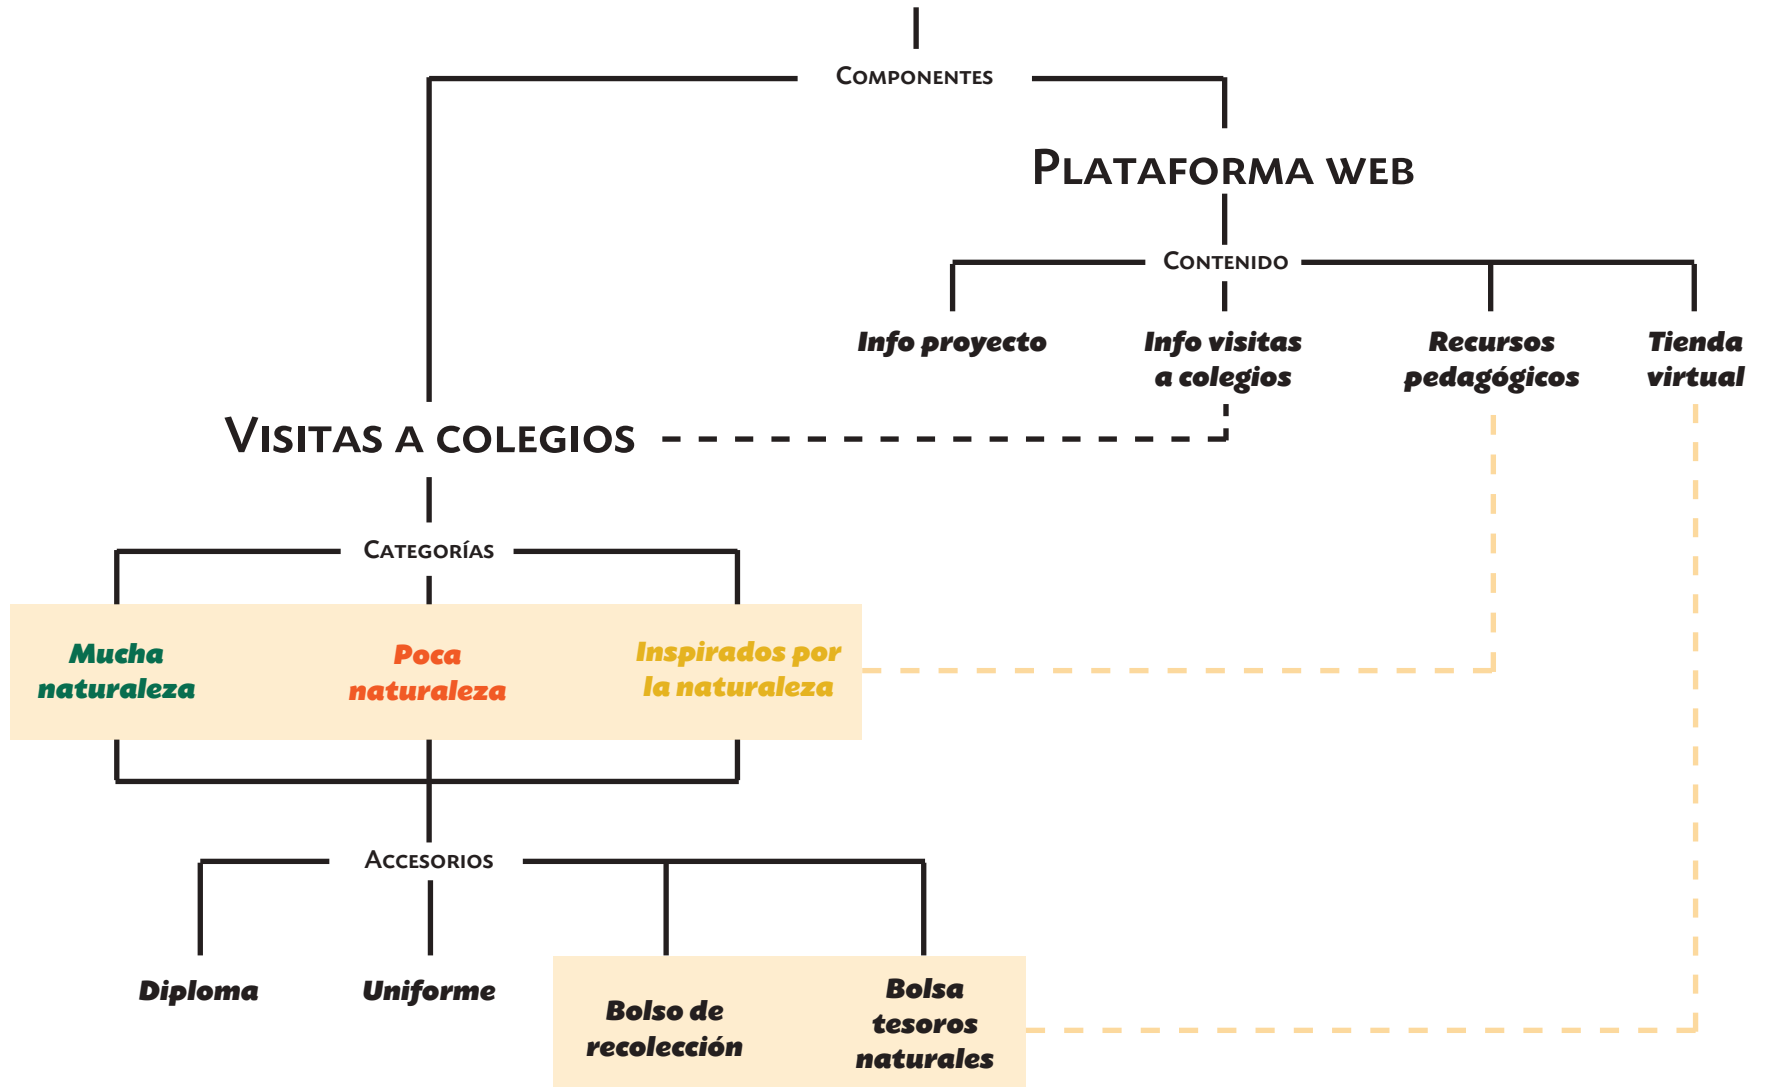 Componentes
Plataforma web
Contenido
Info proyecto
Info visitas
a colegios
Recursos
pedagógicos
Tienda
virtual
Visitas a colegios
Categorías
Mucha
naturaleza
Poca
naturaleza
Inspirados por
la naturaleza
Accesorios
Diploma
Uniforme
Bolso de
recolección
Bolsa
tesoros
naturales